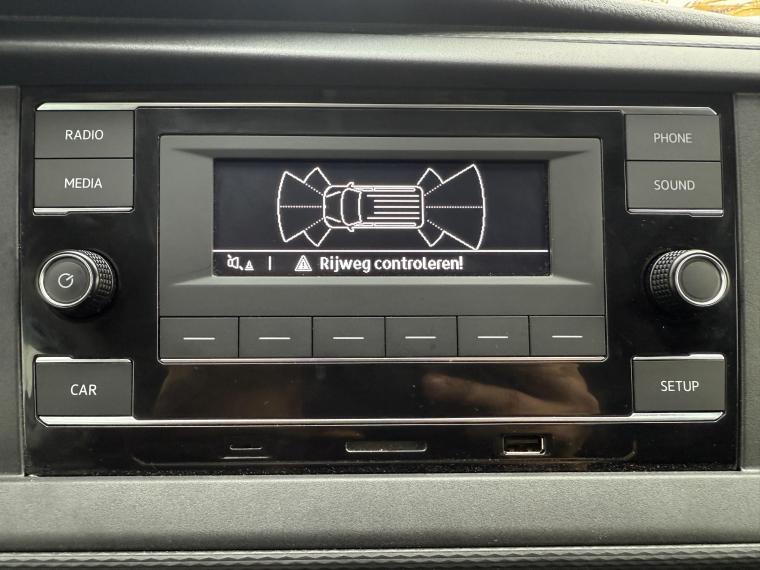 RADIO
MEDIA
PHONE
SOUND
Rijweg controleren!
CAR
SETUP